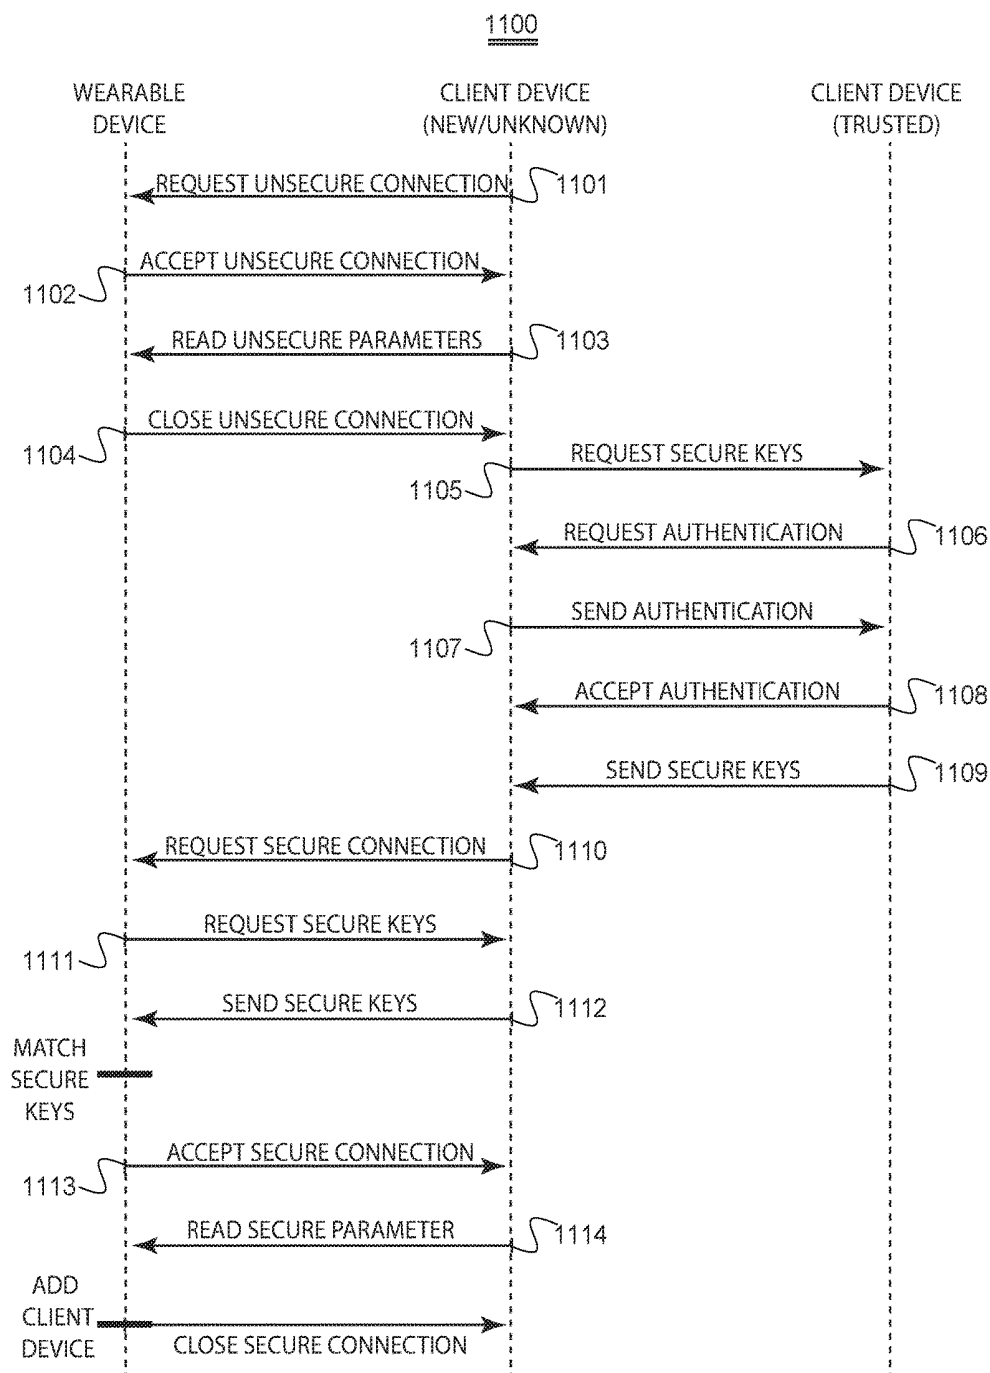 1100
WEARABLE
DEVICE
CLIENT DEVICE
(NEW/UNKNOWN)
CLIENT DEVICE
(TRUSTED)
REQUEST UNSECURE CONNECTION
1101
ACCEPT UNSECURE CONNECTION
1102
READ UNSECURE PARAMETERS
1103
CLOSE UNSECURE CONNECTION
1104
REQUEST SECURE KEYS
1105
REQUEST AUTHENTICATION
1106
SEND AUTHENTICATION
1107
ACCEPT AUTHENTICATION
1108
SEND SECURE KEYS
1109
REQUEST SECURE CONNECTION
1110
REQUEST SECURE KEYS
1111
SEND SECURE KEYS
1112
MATCH
SECURE
KEYS
ACCEPT SECURE CONNECTION
1113
READ SECURE PARAMETER
1114
ADD
CLIENT
DEVICE
CLOSE SECURE CONNECTION